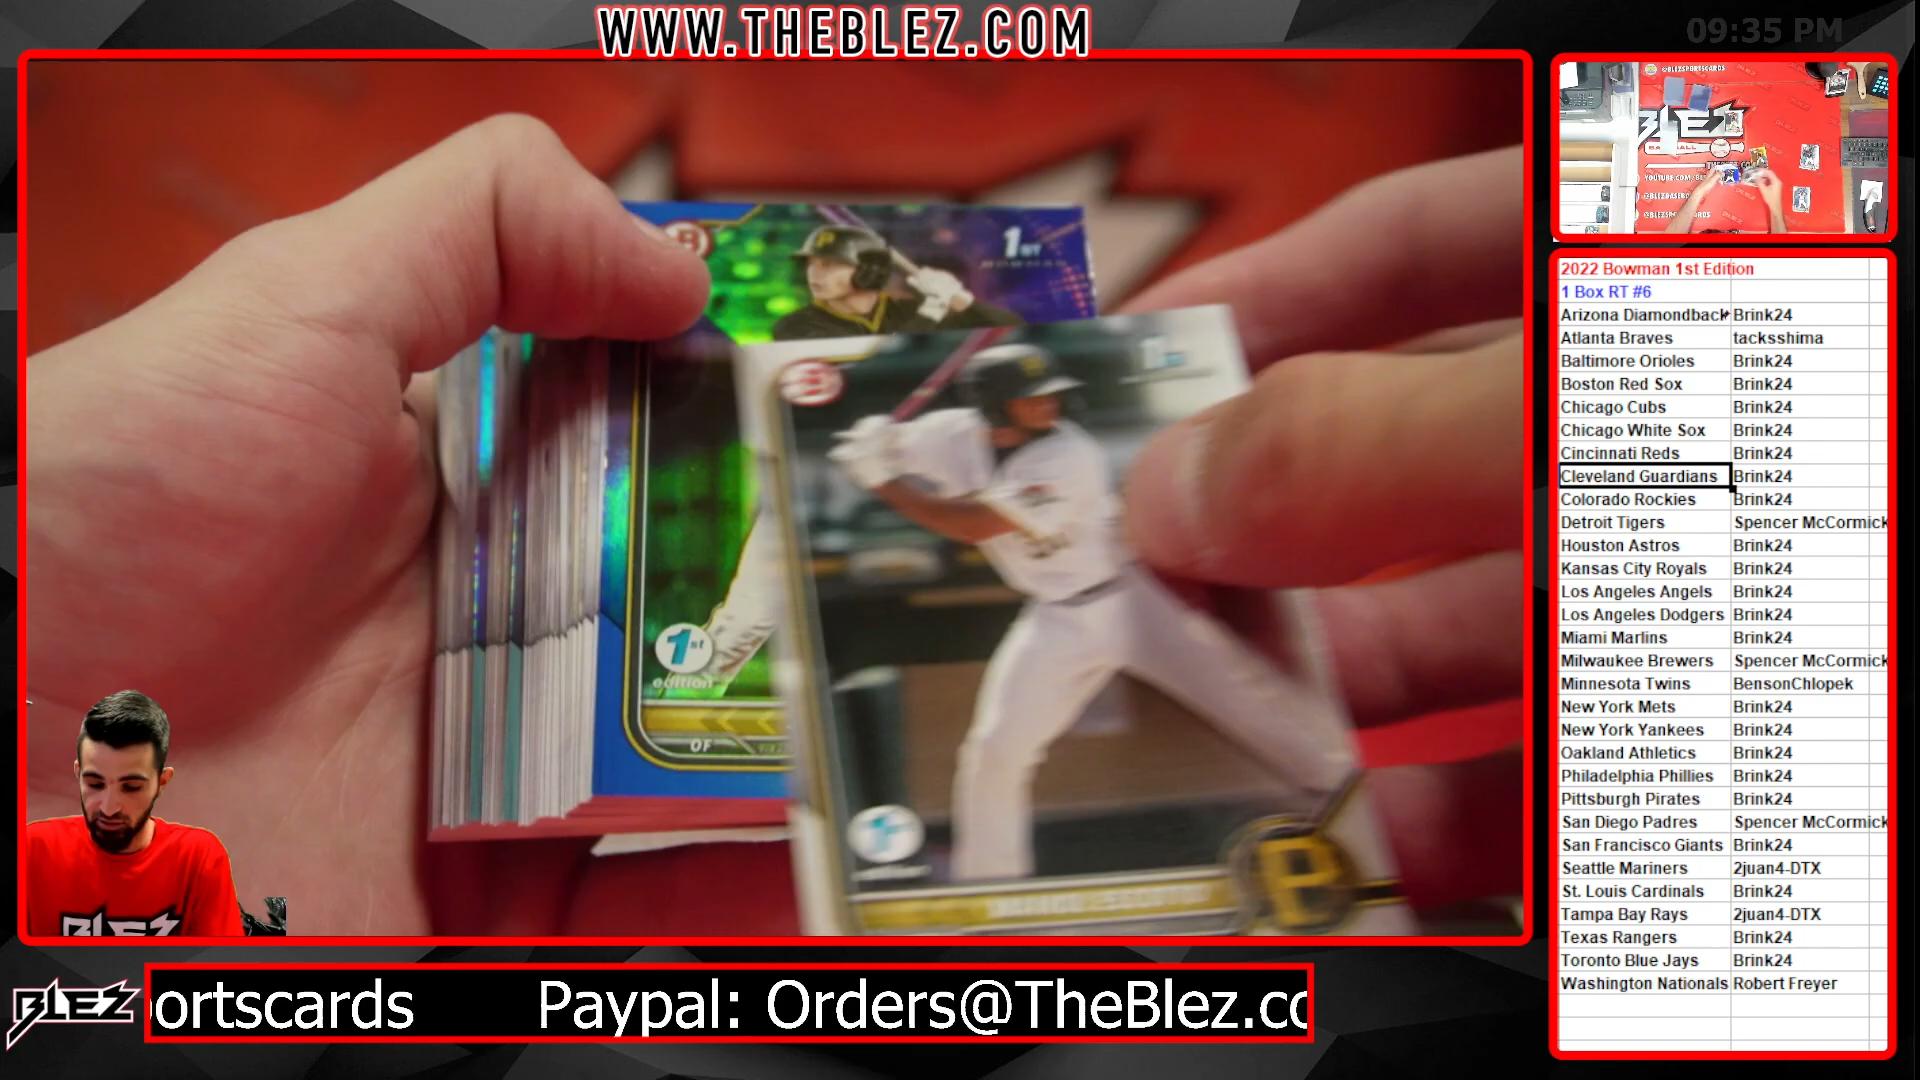 WWW.THEBLEZ.COM
09:35 PM
1ST
1st
edition
OF
P
BLEZ
@BLEZSPORTSCARDS
BLEZ
BASEBALL
2022 Bowman 1st Edition
1 Box RT #6
Arizona Diamondback Brink24
Atlanta Braves tacksshima
Baltimore Orioles Brink24
Boston Red Sox Brink24
Chicago Cubs Brink24
Chicago White Sox Brink24
Cincinnati Reds Brink24
Cleveland Guardians Brink24
Colorado Rockies Brink24
Detroit Tigers Spencer McCormick
Houston Astros Brink24
Kansas City Royals Brink24
Los Angeles Angels Brink24
Los Angeles Dodgers Brink24
Miami Marlins Brink24
Milwaukee Brewers Spencer McCormick
Minnesota Twins BensonChlopek
New York Mets Brink24
New York Yankees Brink24
Oakland Athletics Brink24
Philadelphia Phillies Brink24
Pittsburgh Pirates Brink24
San Diego Padres Spencer McCormick
San Francisco Giants Brink24
Seattle Mariners 2juan4-DTX
St. Louis Cardinals Brink24
Tampa Bay Rays 2juan4-DTX
Texas Rangers Brink24
Toronto Blue Jays Brink24
Washington Nationals Robert Freyer
BLEZ
ortscards Paypal: Orders@TheBlez.co